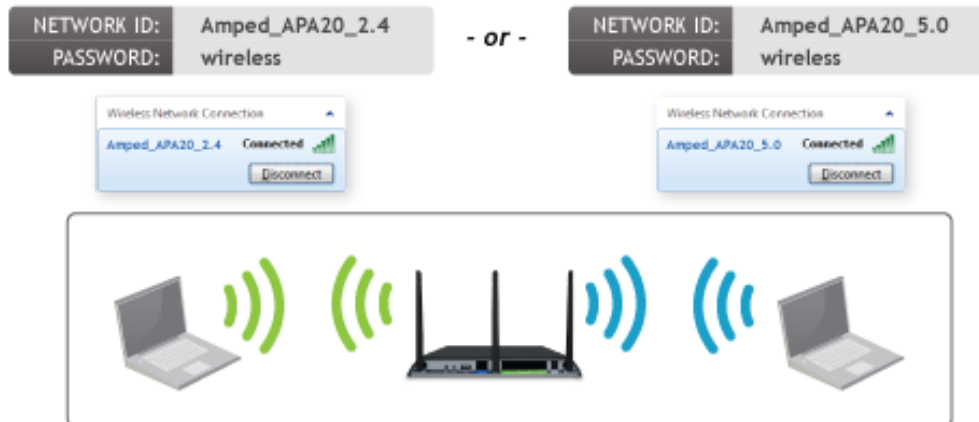 NETWORK ID: Amped_APA20_2.4
PASSWORD: wireless
- or -
NETWORK ID: Amped_APA20_5.0
PASSWORD: wireless
Wireless Network Connection
Amped_APA20_2.4 Connected
Disconnect
Wireless Network Connection
Amped_APA20_5.0 Connected
Disconnect